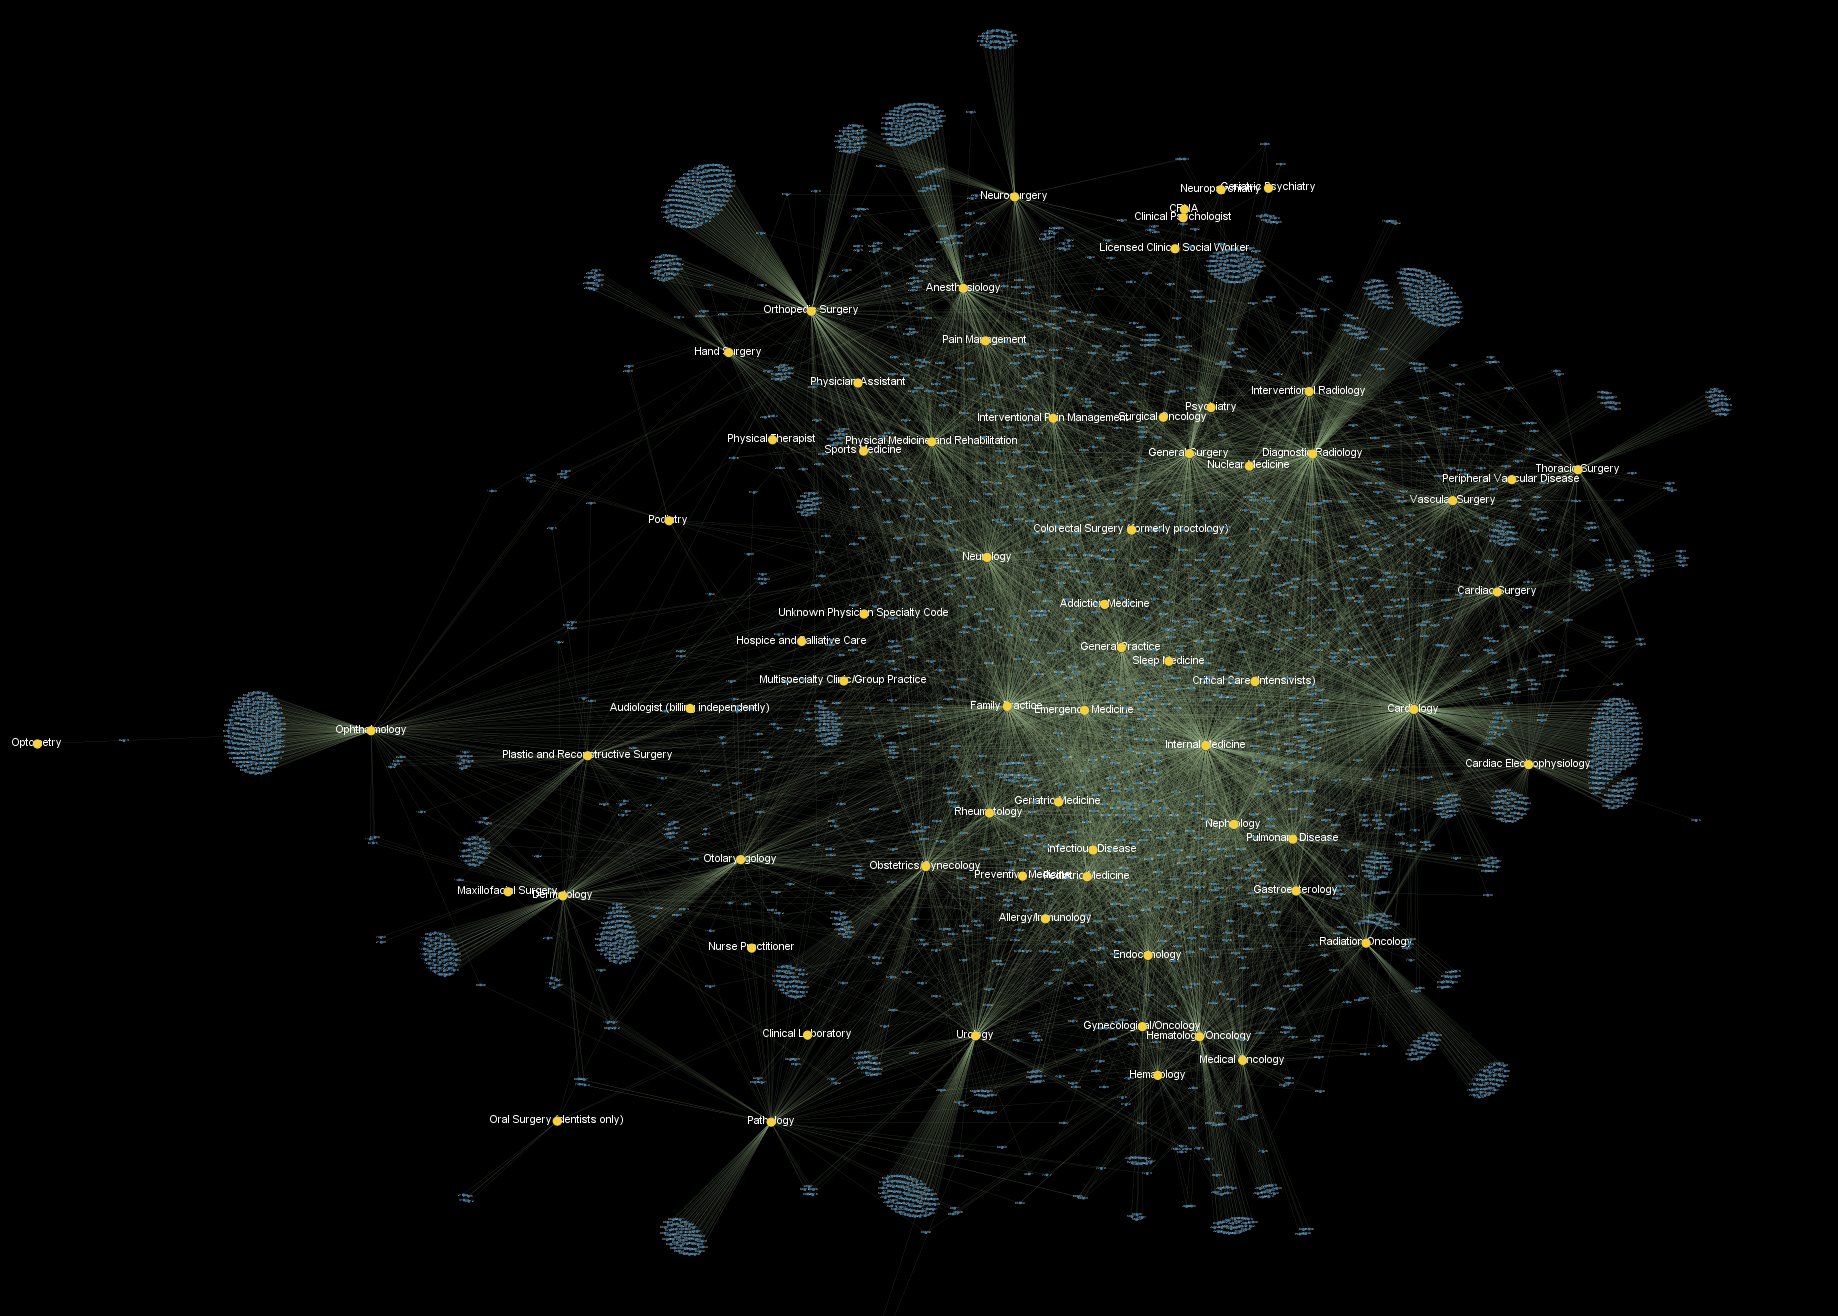 Neuropsychiatry
Geriatric Psychiatry
Neurosurgery
CRNA
Clinical Psychologist
Licensed Clinical Social Worker
Anesthesiology
Orthopedic Surgery
Pain Management
Hand Surgery
Physician Assistant
Interventional Radiology
Psychiatry
Interventional Pain Management
Surgical Oncology
Physical Therapist
Physical Medicine and Rehabilitation
Sports Medicine
General Surgery
Diagnostic Radiology
Nuclear Medicine
Thoracic Surgery
Peripheral Vascular Disease
Vascular Surgery
Podiatry
Colorectal Surgery (formerly proctology)
Neurology
Cardiac Surgery
Addiction Medicine
Unknown Physician Specialty Code
Hospice and Palliative Care
General Practice
Sleep Medicine
Multispecialty Clinic/Group Practice
Critical Care (Intensivists)
Audiologist (billing independently)
Family Practice
Emergency Medicine
Cardiology
Ophthalmology
Optometry
Internal Medicine
Plastic and Reconstructive Surgery
Cardiac Electrophysiology
Geriatric Medicine
Rheumatology
Nephrology
Pulmonary Disease
Infectious Disease
Otolaryngology
Obstetrics/Gynecology
Preventive Medicine
Pediatric Medicine
Maxillofacial Surgery
Dermatology
Gastroenterology
Allergy/Immunology
Radiation Oncology
Nurse Practitioner
Endocrinology
Gynecological/Oncology
Clinical Laboratory
Urology
Hematology/Oncology
Medical Oncology
Hematology
Oral Surgery (dentists only)
Pathology